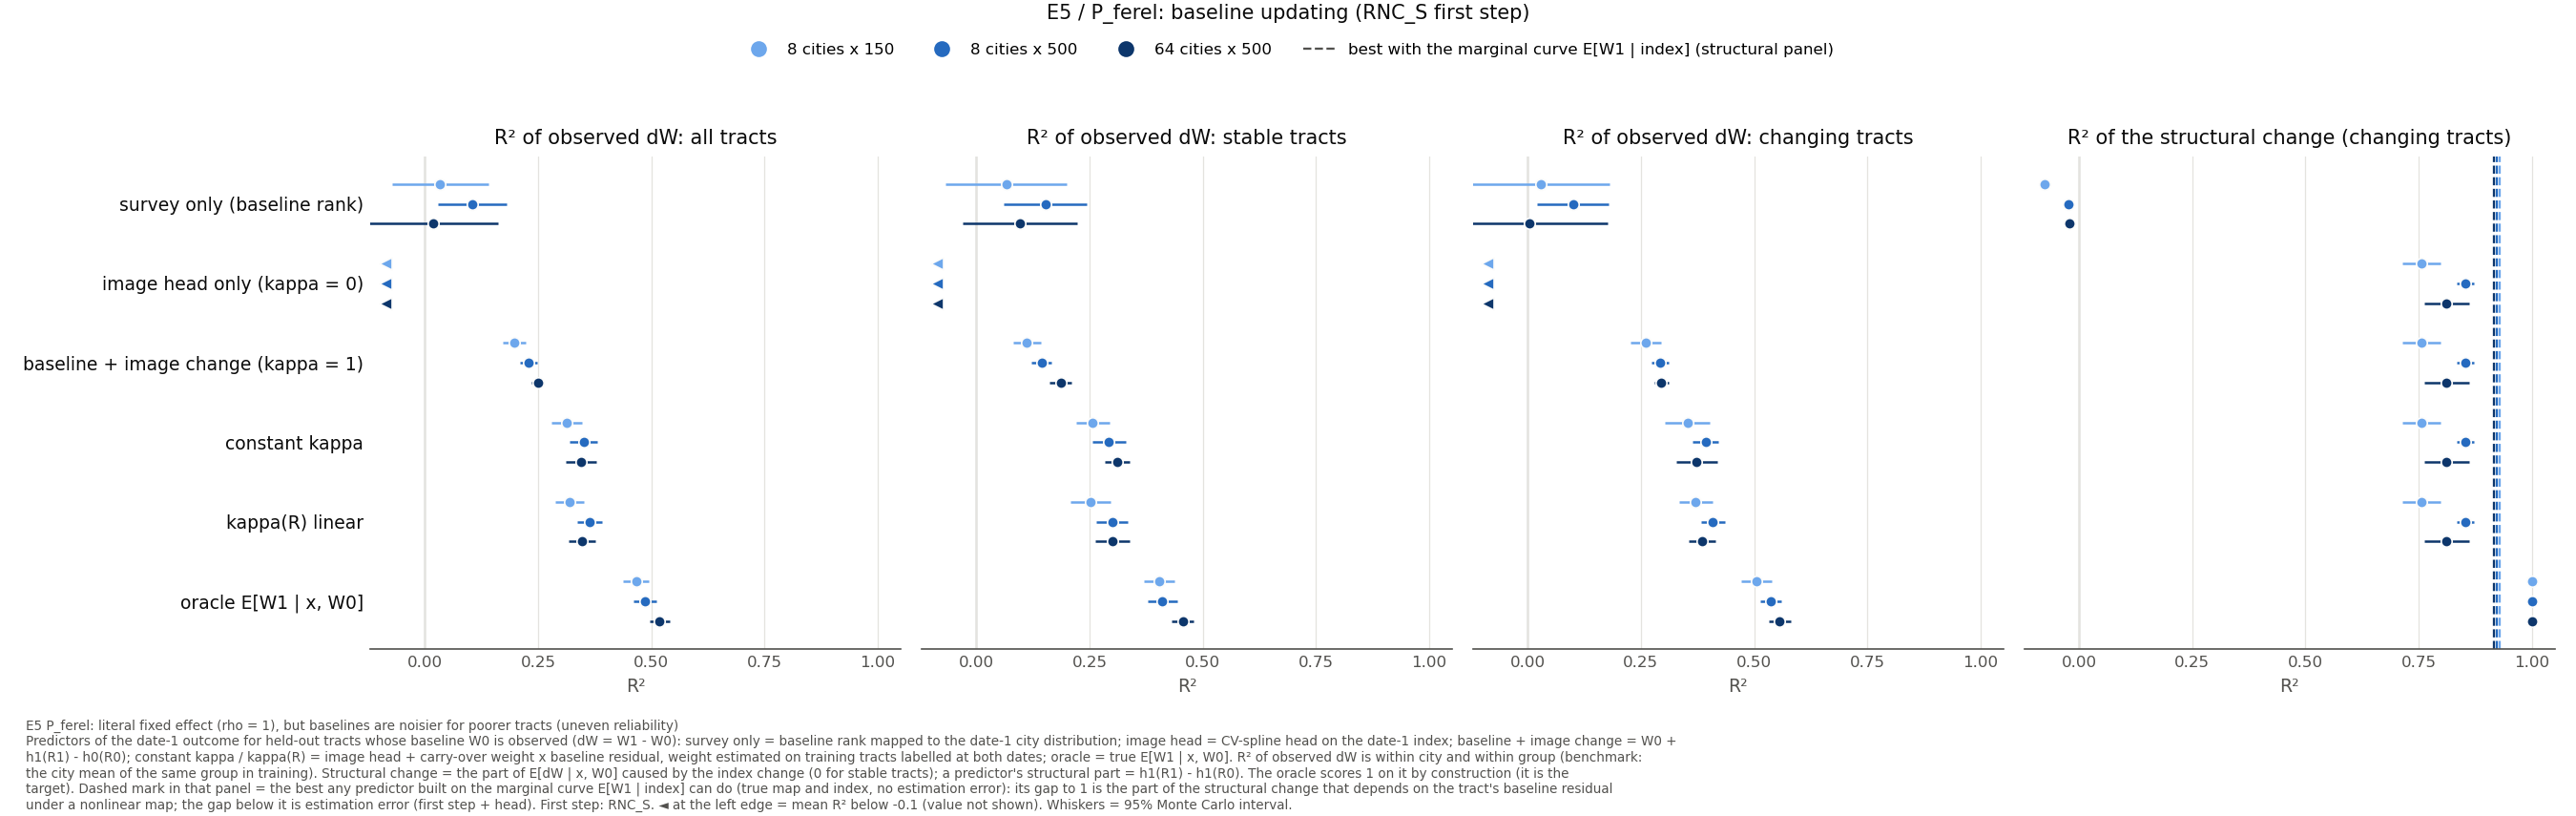 E5 / P_ferel: baseline updating (RNC_S first step)
8 cities x 150
8 cities x 500
64 cities x 500
best with the marginal curve E[W1 | index] (structural panel)
R² of observed dW: all tracts
R² of observed dW: stable tracts
R² of observed dW: changing tracts
R² of the structural change (changing tracts)
survey only (baseline rank)
image head only (kappa = 0)
baseline + image change (kappa = 1)
constant kappa
kappa(R) linear
oracle E[W1 | x, W0]
0.00 0.25 0.50 0.75 1.00
0.00 0.25 0.50 0.75 1.00
0.00 0.25 0.50 0.75 1.00
0.00 0.25 0.50 0.75 1.00
R²
R²
R²
R²
E5 P_ferel: literal fixed effect (rho = 1), but baselines are noisier for poorer tracts (uneven reliability)
Predictors of the date-1 outcome for held-out tracts whose baseline W0 is observed (dW = W1 - W0): survey only = baseline rank mapped to the date-1 city distribution; image head = CV-spline head on the date-1 index; baseline + image change = W0 +
h1(R1) - h0(R0); constant kappa / kappa(R) = image head + carry-over weight x baseline residual, weight estimated on training tracts labelled at both dates; oracle = true E[W1 | x, W0]. R² of observed dW is within city and within group (benchmark:
the city mean of the same group in training). Structural change = the part of E[dW | x, W0] caused by the index change (0 for stable tracts); a predictor's structural part = h1(R1) - h0(R0). The oracle scores 1 on it by construction (it is the
target). Dashed mark in that panel = the best any predictor built on the marginal curve E[W1 | index] can do (true map and index, no estimation error): its gap to 1 is the part of the structural change that depends on the tract's baseline residual
under a nonlinear map; the gap below it is estimation error (first step + head). First step: RNC_S. ◄ at the left edge = mean R² below -0.1 (value not shown). Whiskers = 95% Monte Carlo interval.